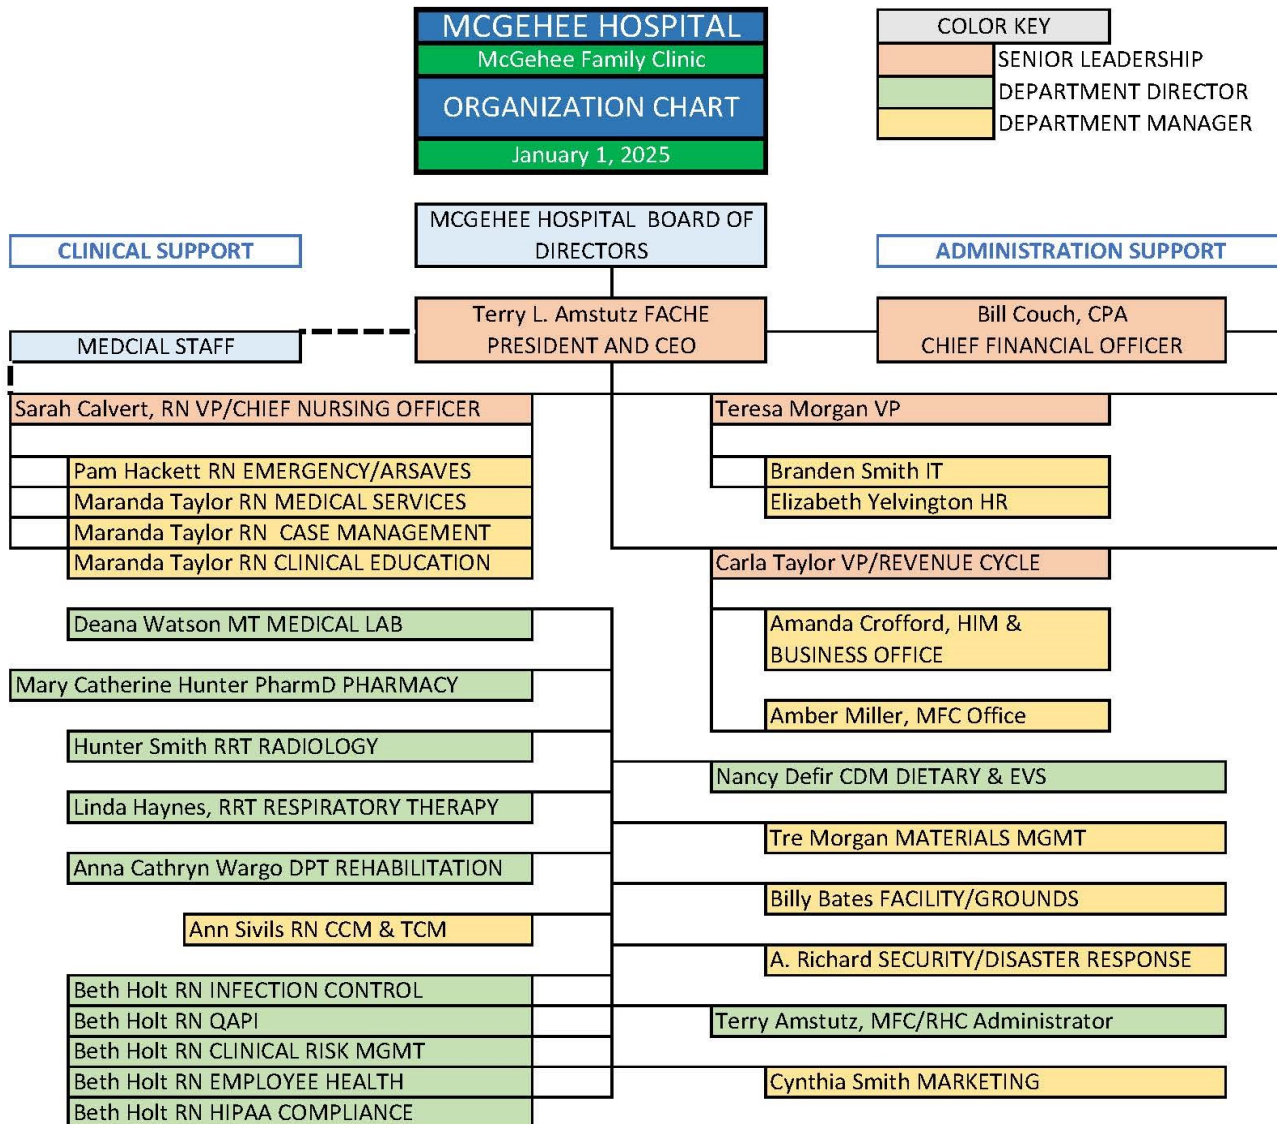 MCGEHEE HOSPITAL
McGehee Family Clinic
ORGANIZATION CHART
January 1, 2025
COLOR KEY
SENIOR LEADERSHIP
DEPARTMENT DIRECTOR
DEPARTMENT MANAGER
MCGEHEE HOSPITAL BOARD OF
DIRECTORS
CLINICAL SUPPORT
ADMINISTRATION SUPPORT
Terry L. Amstutz FACHE
PRESIDENT AND CEO
Bill Couch, CPA
CHIEF FINANCIAL OFFICER
MEDCIAL STAFF
Sarah Calvert, RN VP/CHIEF NURSING OFFICER
Pam Hackett RN EMERGENCY/ARSAVES
Maranda Taylor RN MEDICAL SERVICES
Maranda Taylor RN CASE MANAGEMENT
Maranda Taylor RN CLINICAL EDUCATION
Deana Watson MT MEDICAL LAB
Mary Catherine Hunter PharmD PHARMACY
Hunter Smith RRT RADIOLOGY
Linda Haynes, RRT RESPIRATORY THERAPY
Anna Cathryn Wargo DPT REHABILITATION
Ann Sivils RN CCM & TCM
Beth Holt RN INFECTION CONTROL
Beth Holt RN QAPI
Beth Holt RN CLINICAL RISK MGMT
Beth Holt RN EMPLOYEE HEALTH
Beth Holt RN HIPAA COMPLIANCE
Teresa Morgan VP
Branden Smith IT
Elizabeth Yelvington HR
Carla Taylor VP/REVENUE CYCLE
Amanda Crofford, HIM &
BUSINESS OFFICE
Amber Miller, MFC Office
Nancy Defir CDM DIETARY & EVS
Tre Morgan MATERIALS MGMT
Billy Bates FACILITY/GROUNDS
A. Richard SECURITY/DISASTER RESPONSE
Terry Amstutz, MFC/RHC Administrator
Cynthia Smith MARKETING